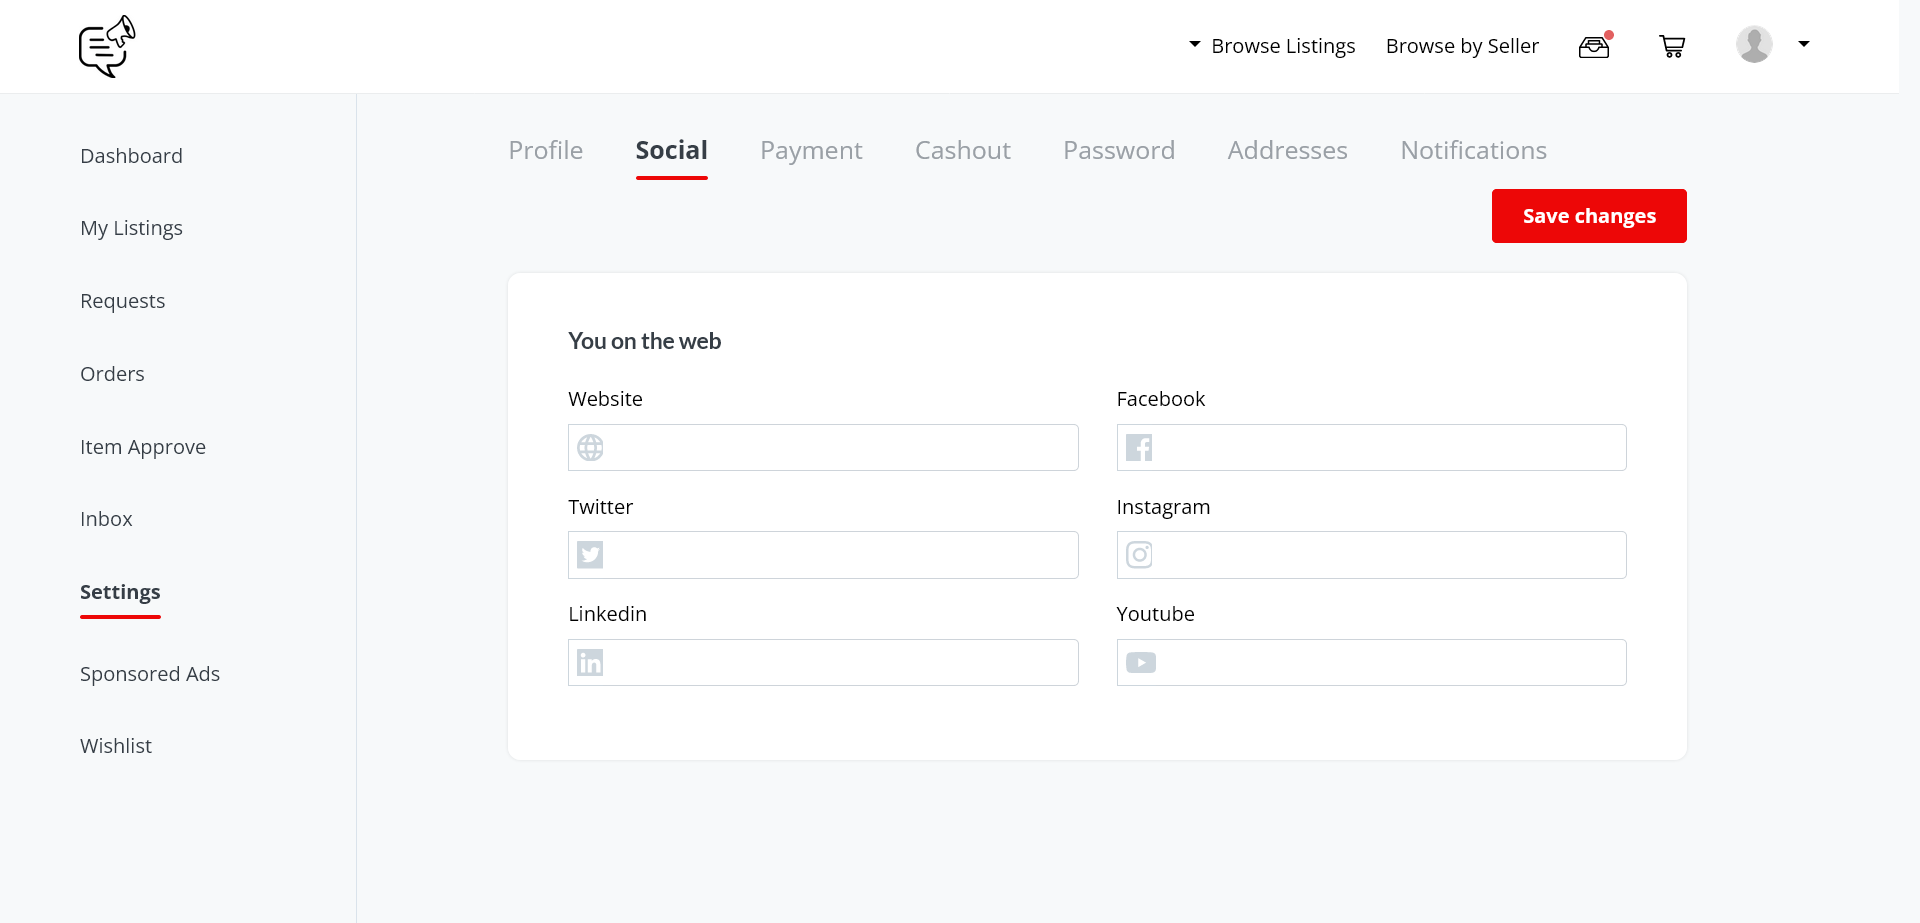 Browse Listings Browse by Seller
Dashboard
My Listings
Requests
Orders
Item Approve
Inbox
Settings
Sponsored Ads
Wishlist
Profile Social Payment Cashout Password Addresses Notifications
Save changes
You on the web
Website
Facebook
Twitter
Instagram
Linkedin
Youtube